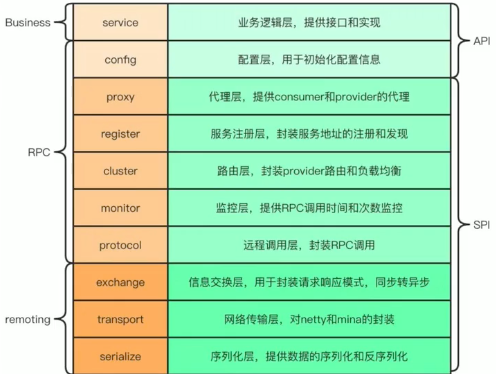 Business
service
业务逻辑层，提供接口和实现
API
config
配置层，用于初始化配置信息
RPC
proxy
代理层，提供consumer和provider的代理
register
服务注册层，封装服务地址的注册和发现
cluster
路由层，封装provider路由和负载均衡
monitor
监控层，提供RPC调用时间和次数监控
SPI
protocol
远程调用层，封装RPC调用
remoting
exchange
信息交换层，用于封装请求响应模式，同步转异步
transport
网络传输层，对netty和mina的封装
serialize
序列化层，提供数据的序列化和反序列化